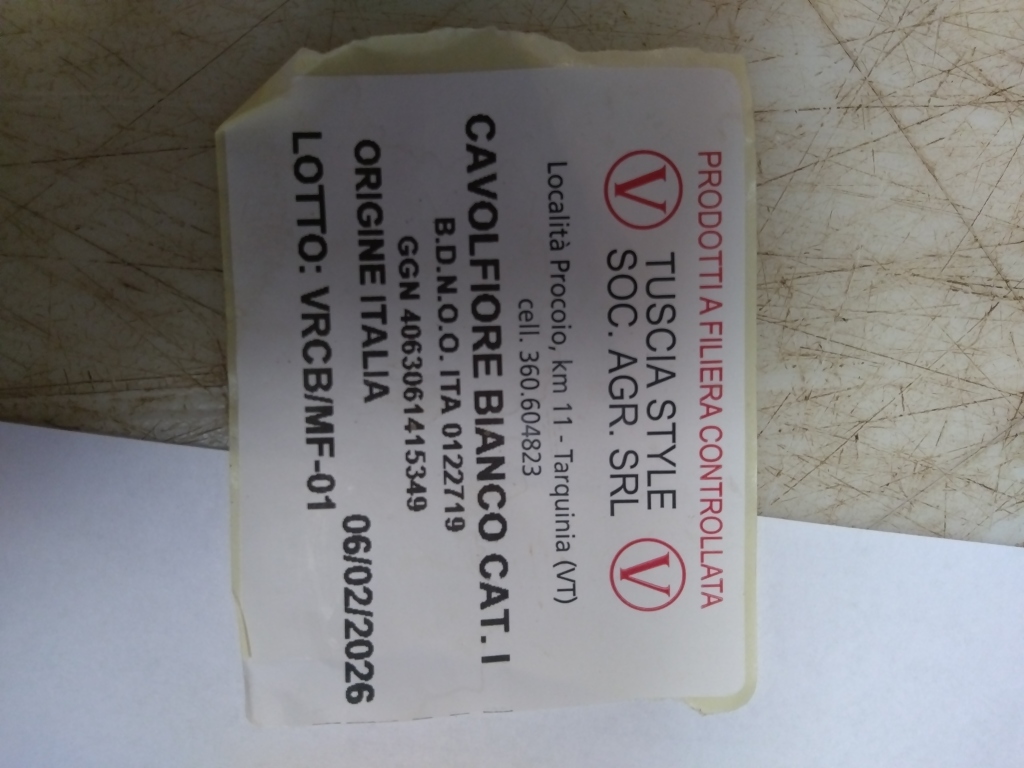 PRODOTTI A FILIERA CONTROLLATA
V TUSCIA STYLE V
SOC. AGR. SRL
Località Procoio, km 11 - Tarquinia (VT)
cell. 360.604823
CAVOLFIORE BIANCO CAT. I
B.D.N.O.O. ITA 0122719
GGN 4063061415349
ORIGINE ITALIA 06/02/2026
LOTTO: VRCB/MF-01